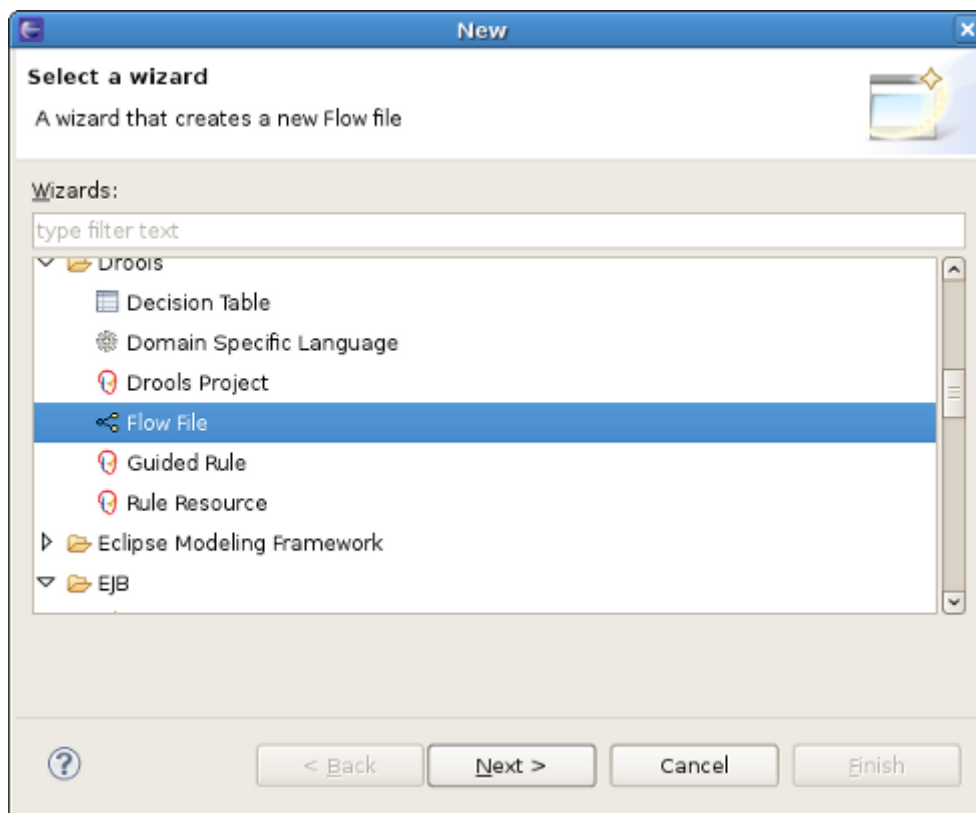 New
Select a wizard
A wizard that creates a new Flow file
Wizards:
type filter text
Drools
Decision Table
Domain Specific Language
Drools Project
Flow File
Guided Rule
Rule Resource
Eclipse Modeling Framework
EJB
< Back Next > Cancel Finish